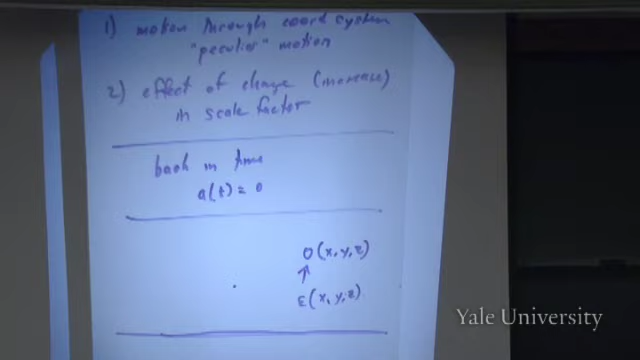 1) motion through coord system
"peculiar" motion
2) effect of change (increase)
in scale factor
back in time
a(t) = 0
0(x, y, z)
↑
ε(x, y, z)
Yale University